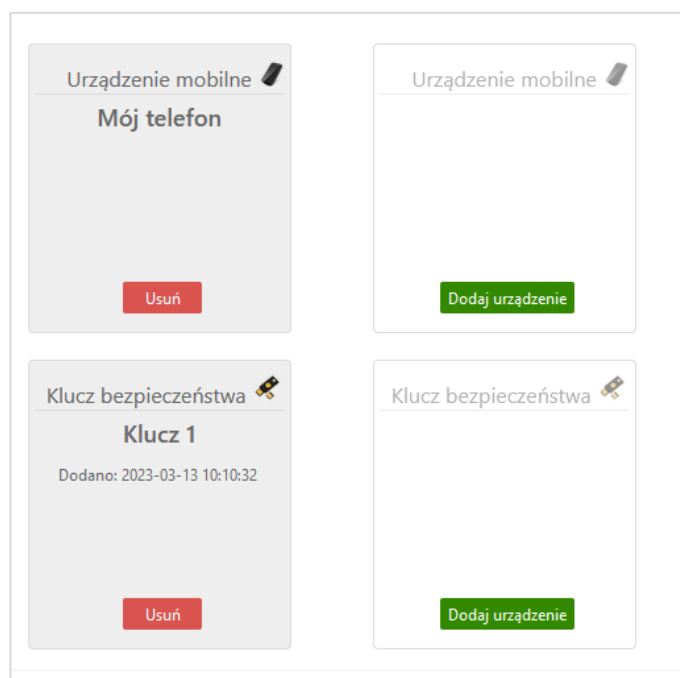 Urządzenie mobilne
Mój telefon
Usuń
Urządzenie mobilne
Dodaj urządzenie
Klucz bezpieczeństwa
Klucz 1
Dodano: 2023-03-13 10:10:32
Usuń
Klucz bezpieczeństwa
Dodaj urządzenie